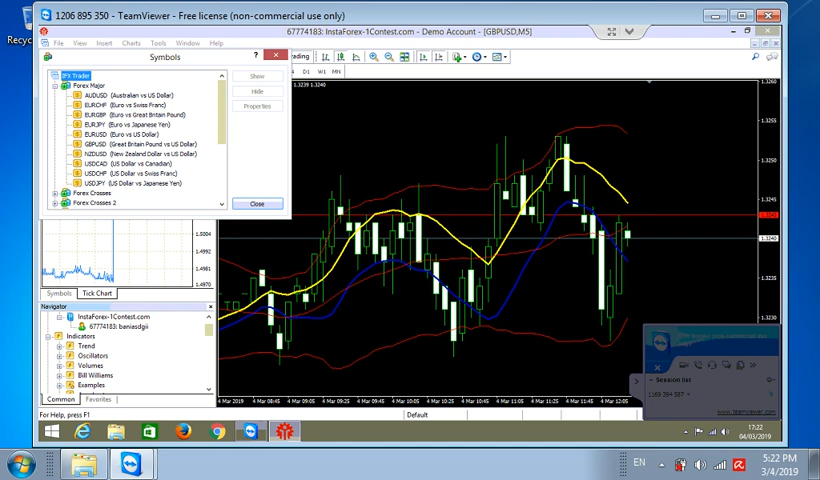 1206 895 350 - TeamViewer - Free license (non-commercial use only)
Recyc
67774183: InstaForex-1Contest.com - Demo Account - [GBPUSD,M5]
File View Insert Charts Tools Window Help
Symbols
rading
IFX Trader
Forex Major
AUDUSD (Australian vs US Dollar)
EURCHF (Euro vs Swiss Franc)
EURGBP (Euro vs Great Britain Pound)
EURJPY (Euro vs Japanese Yen)
EURUSD (Euro vs US Dollar)
GBPUSD (Great Britain Pound vs US Dollar)
NZDUSD (New Zealand Dollar vs US Dollar)
USDCAD (US Dollar vs Canadian)
USDCHF (US Dollar vs Swiss Franc)
USDJPY (US Dollar vs Japanese Yen)
Forex Crosses
Forex Crosses 2
Show
Hide
Properties
Close
H1 D1 W1 MN
1.3239 1.3240
1.3260
1.3255
1.3250
1.3245
1.3243
1.3240
1.3235
1.3230
1.5004
1.4992
1.4981
1.4970
Symbols Tick Chart
Navigator
InstaForex-1Contest.com
67774183: baniasdgii
Indicators
Trend
Oscillators
Volumes
Bill Williams
Examples
Common Favorites
4 Mar 2019 4 Mar 08:45 4 Mar 09:05 4 Mar 09:25 4 Mar 09:45 4 Mar 10:05 4 Mar 10:25 4 Mar 10:45 4 Mar 11:05 4 Mar 11:25 4 Mar 11:45 4 Mar 12:05
Session list
www.teamviewer.com
For Help, press F1
Default
17:22
04/03/2019
EN
5:22 PM
3/4/2019